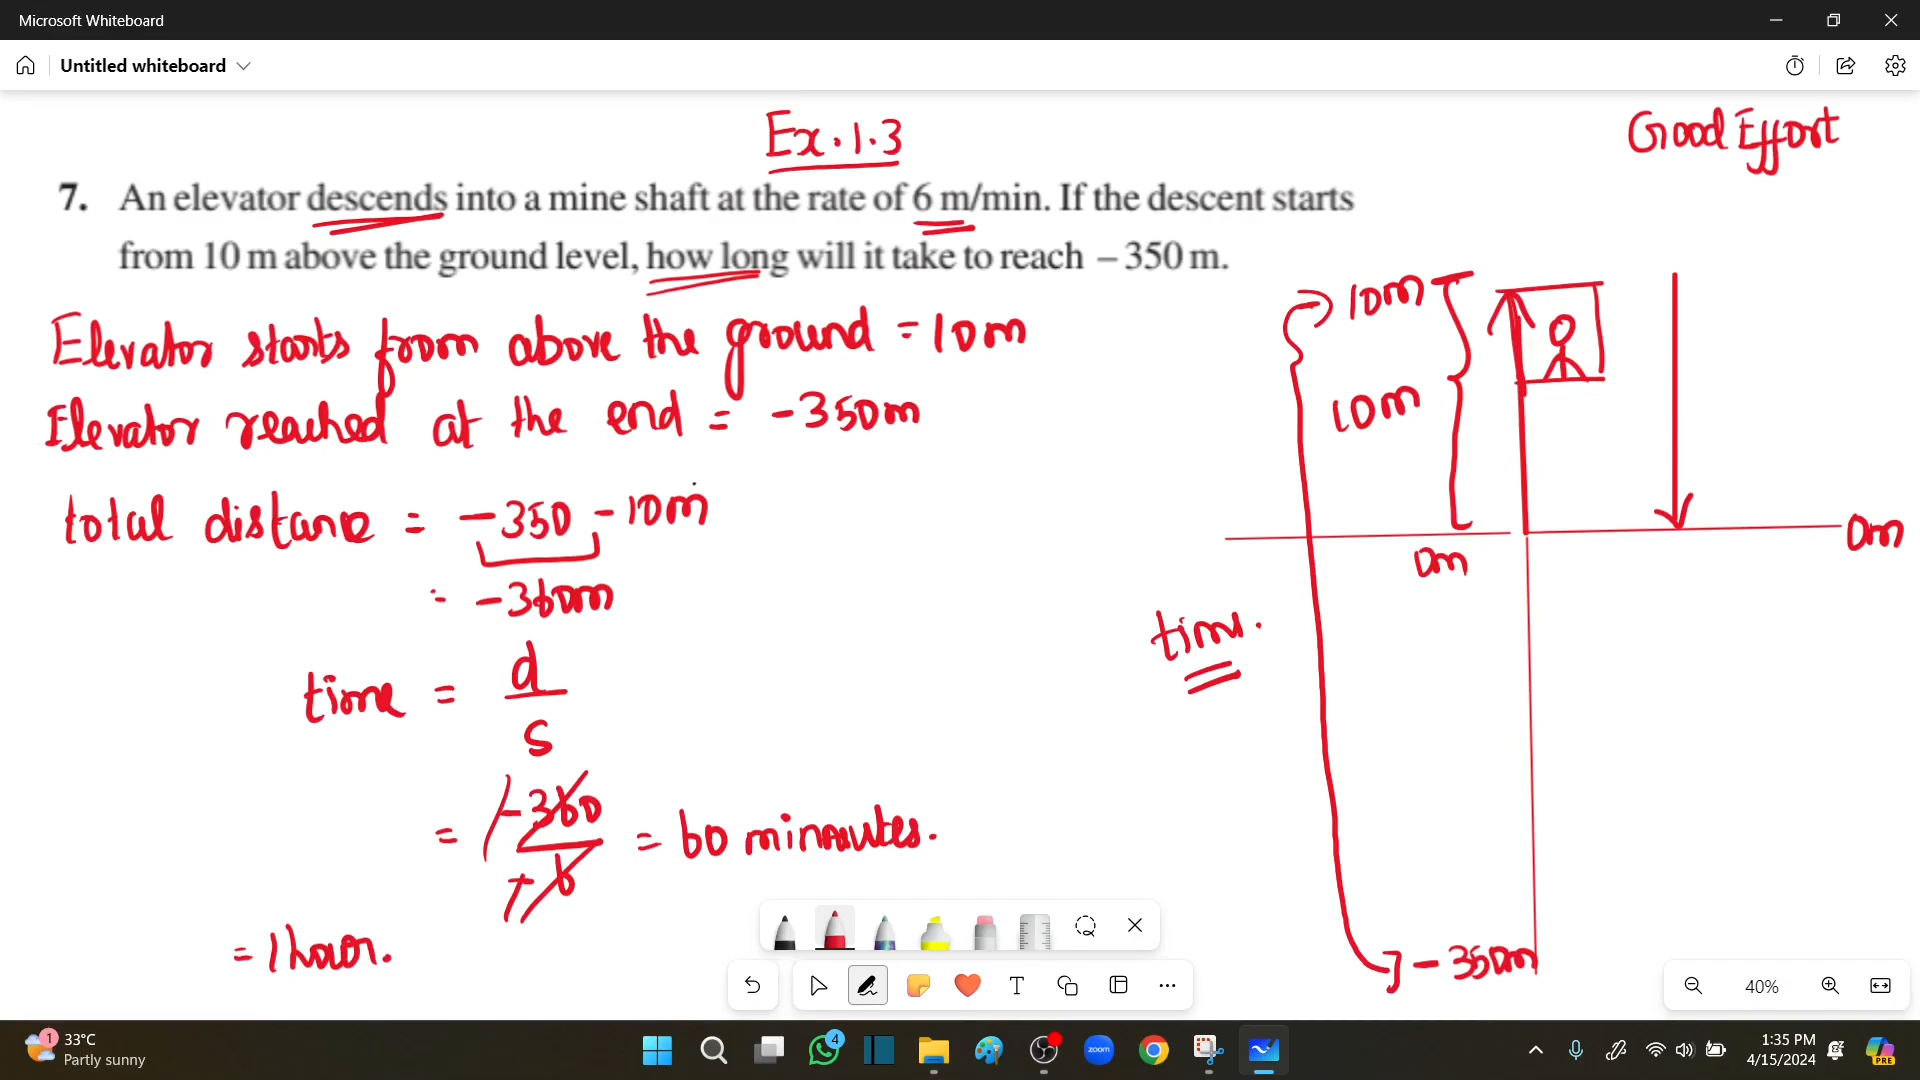 Microsoft Whiteboard
Untitled whiteboard
Ex.1.3
Good Effort
7. An elevator descends into a mine shaft at the rate of 6 m/min. If the descent starts
from 10 m above the ground level, how long will it take to reach – 350 m.
Elevator starts from above the ground = 10m
Elevator reached at the end = -350m
total distance = -350 - 10m
= -360m
time = d
s
= -360
+6
= 60 minutes.
= 1 hour.
10m
10m
0m
0m
time.
- 350m
40%
33°C
Partly sunny
1
4
zoom
1:35 PM
4/15/2024
PRE